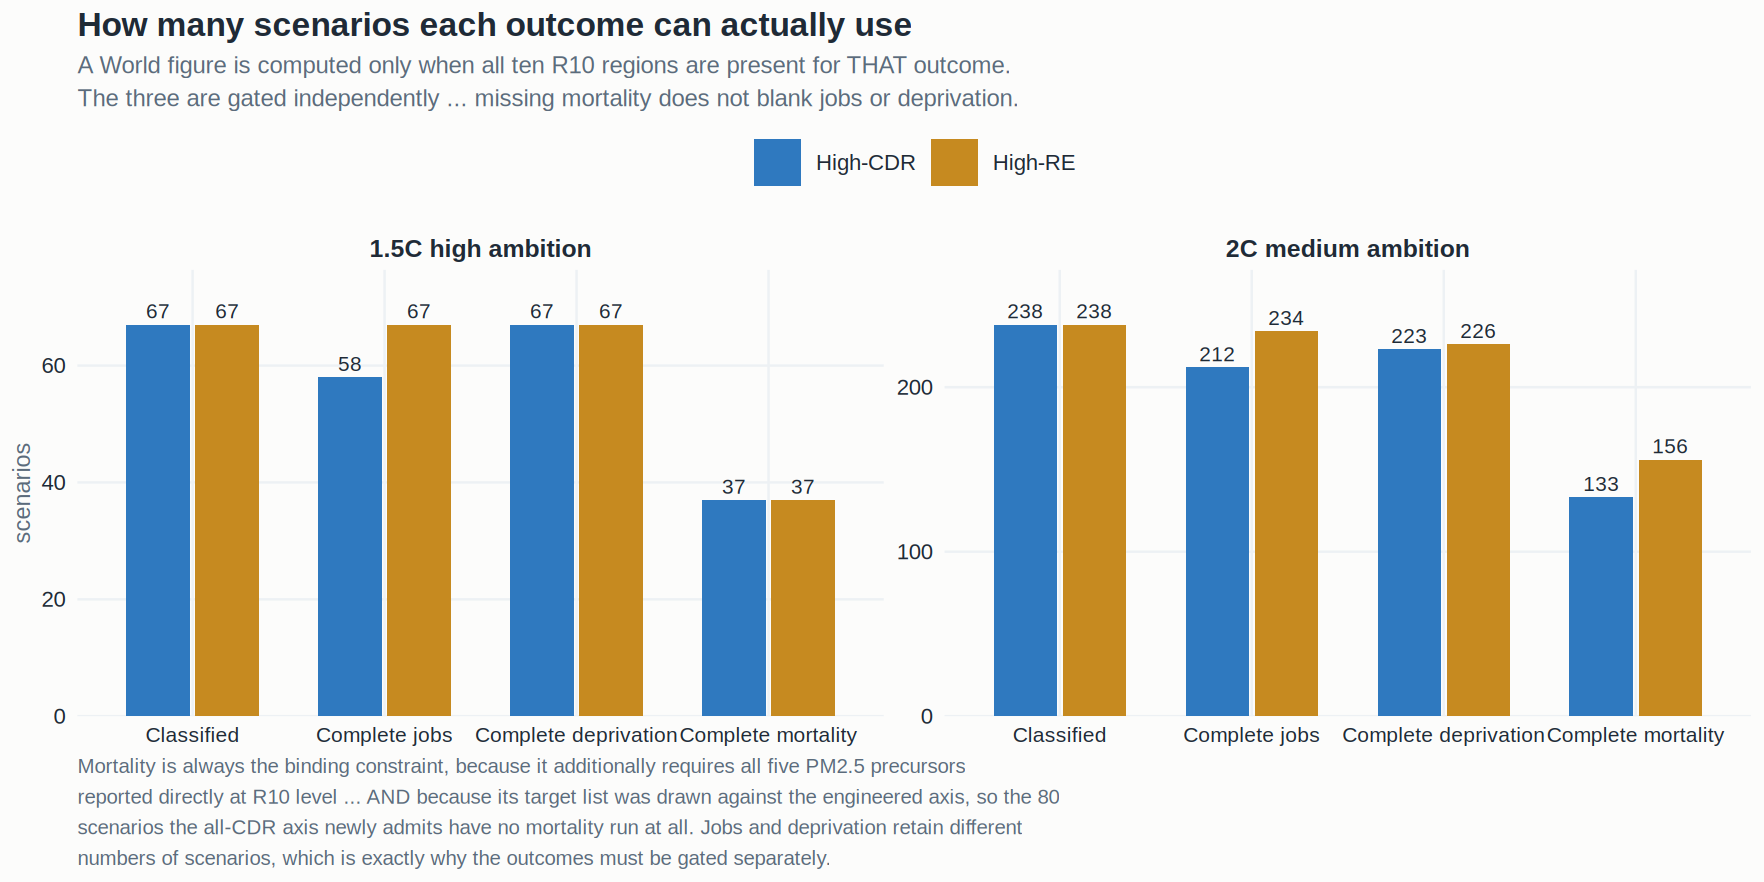 How many scenarios each outcome can actually use
A World figure is computed only when all ten R10 regions are present for THAT outcome.
The three are gated independently ... missing mortality does not blank jobs or deprivation.
High-CDR High-RE
1.5C high ambition
2C medium ambition
scenarios
67 67 58 67 67 67 37 37
60
40
20
0
Classified Complete jobs Complete deprivation Complete mortality
238 238 212 234 223 226 133 156
200
100
0
Classified Complete jobs Complete deprivation Complete mortality
Mortality is always the binding constraint, because it additionally requires all five PM2.5 precursors
reported directly at R10 level ... AND because its target list was drawn against the engineered axis, so the 80
scenarios the all-CDR axis newly admits have no mortality run at all. Jobs and deprivation retain different
numbers of scenarios, which is exactly why the outcomes must be gated separately.